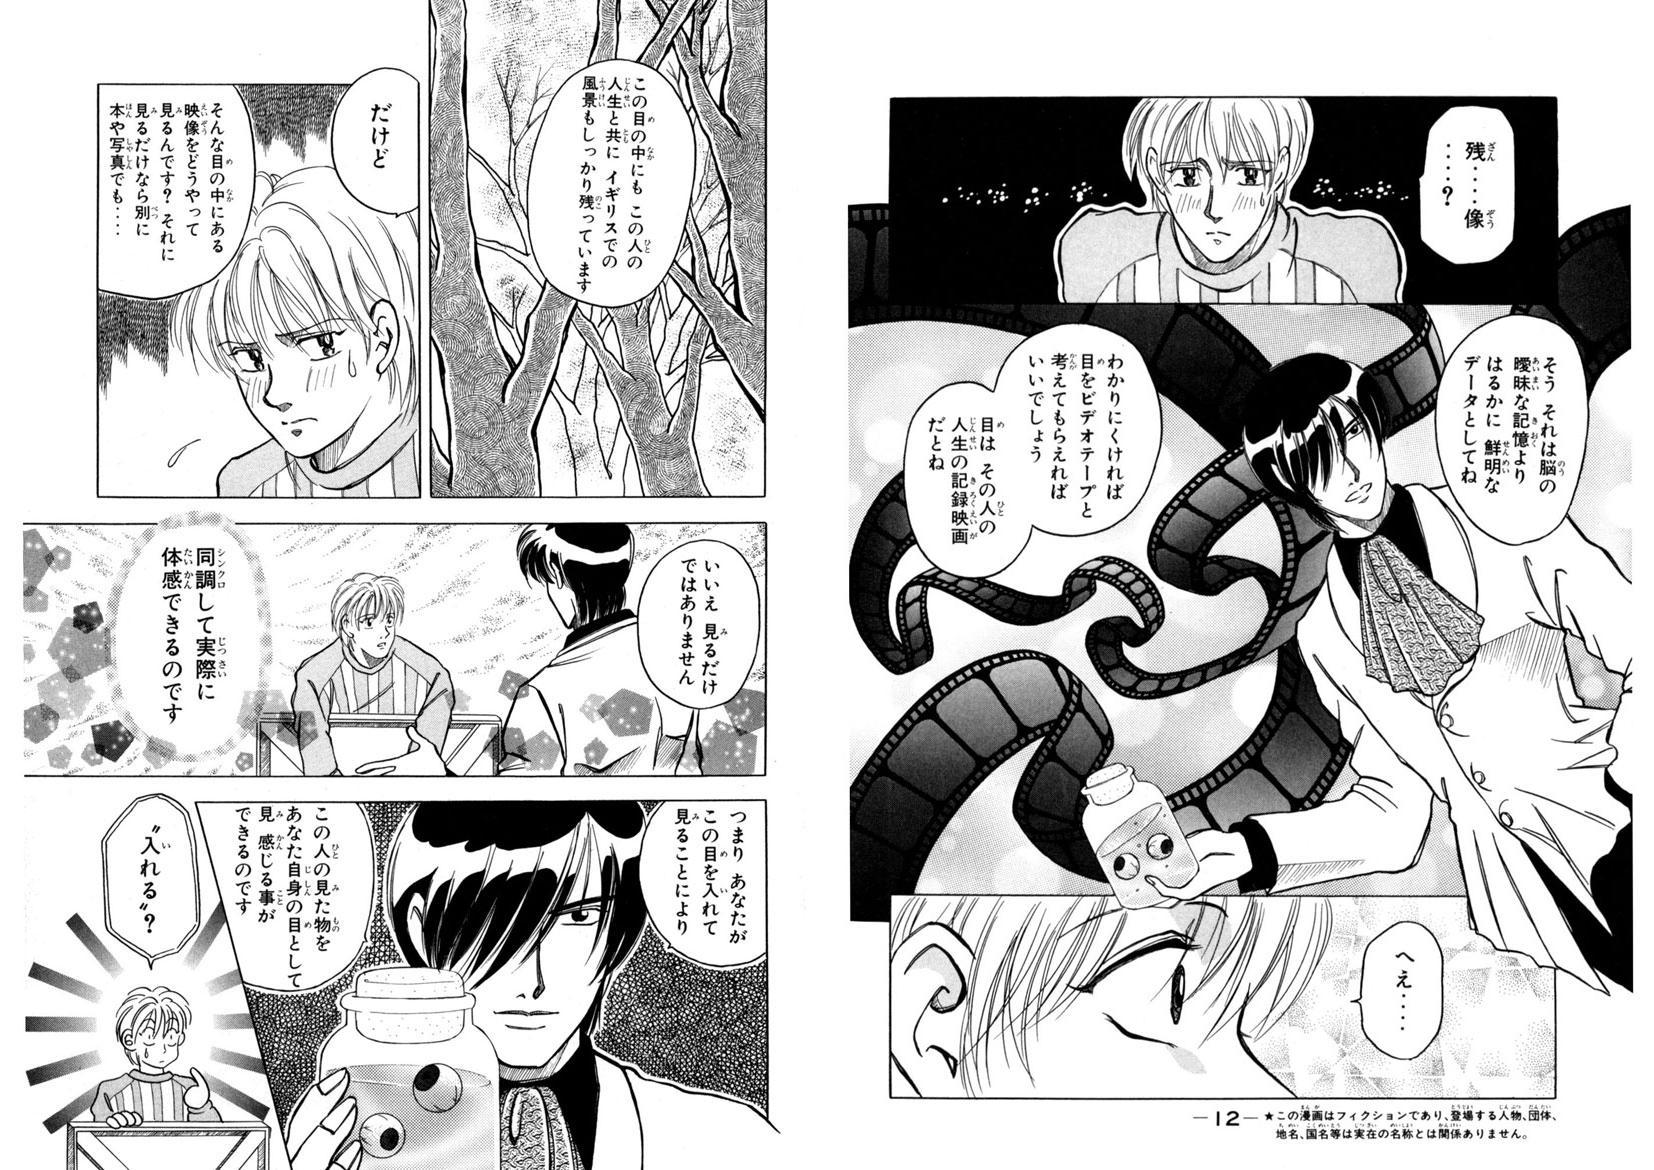 残‥‥像
‥‥？
そう それは脳の
曖昧な記憶より
はるかに 鮮明な
データとしてね
わかりにくければ
目をビデオテープと
考えてもらえれば
いいでしょう
目は その人の
人生の記録映画
だとね
へえ‥‥
―12―
★この漫画はフィクションであり、登場する人物、団体、
地名、国名等は実在の名称とは関係ありません。
この目の中にも この人の
人生と共に イギリスでの
風景もしっかり残っています
だけど
そんな目の中にある
映像をどうやって
見るんです？ それに
見るだけなら別に
本や写真でも‥‥
いいえ 見るだけ
ではありません
同調して実際に
体感できるのです
つまり あなたが
この目を入れて
見ることにより
この人の見た物を
あなた自身の目として
見 感じる事が
できるのです
〝入れる〟？